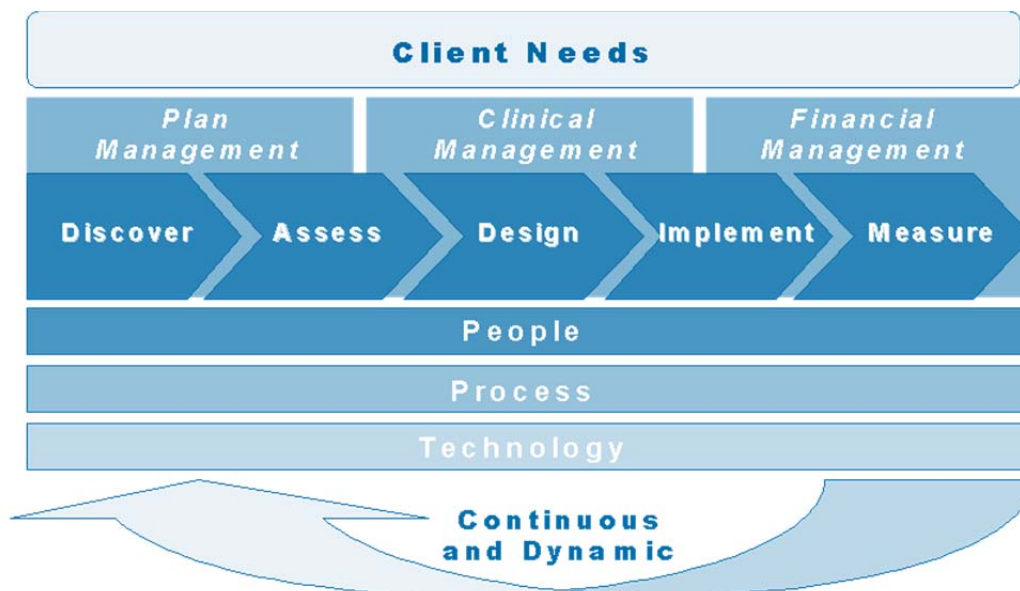 Client Needs
Plan
Management
Clinical
Management
Financial
Management
Discover
Assess
Design
Implement
Measure
People
Process
Technology
Continuous
and Dynamic